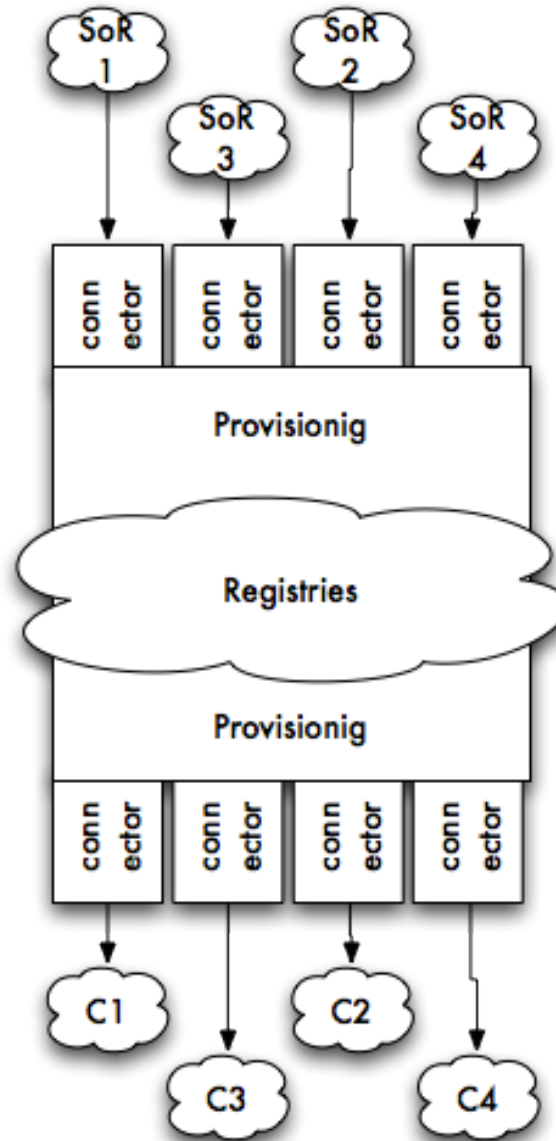 SoR
1
SoR
2
SoR
3
SoR
4
conn
ector
conn
ector
conn
ector
conn
ector
Provisionig
Registries
Provisionig
conn
ector
conn
ector
conn
ector
conn
ector
C1
C2
C3
C4